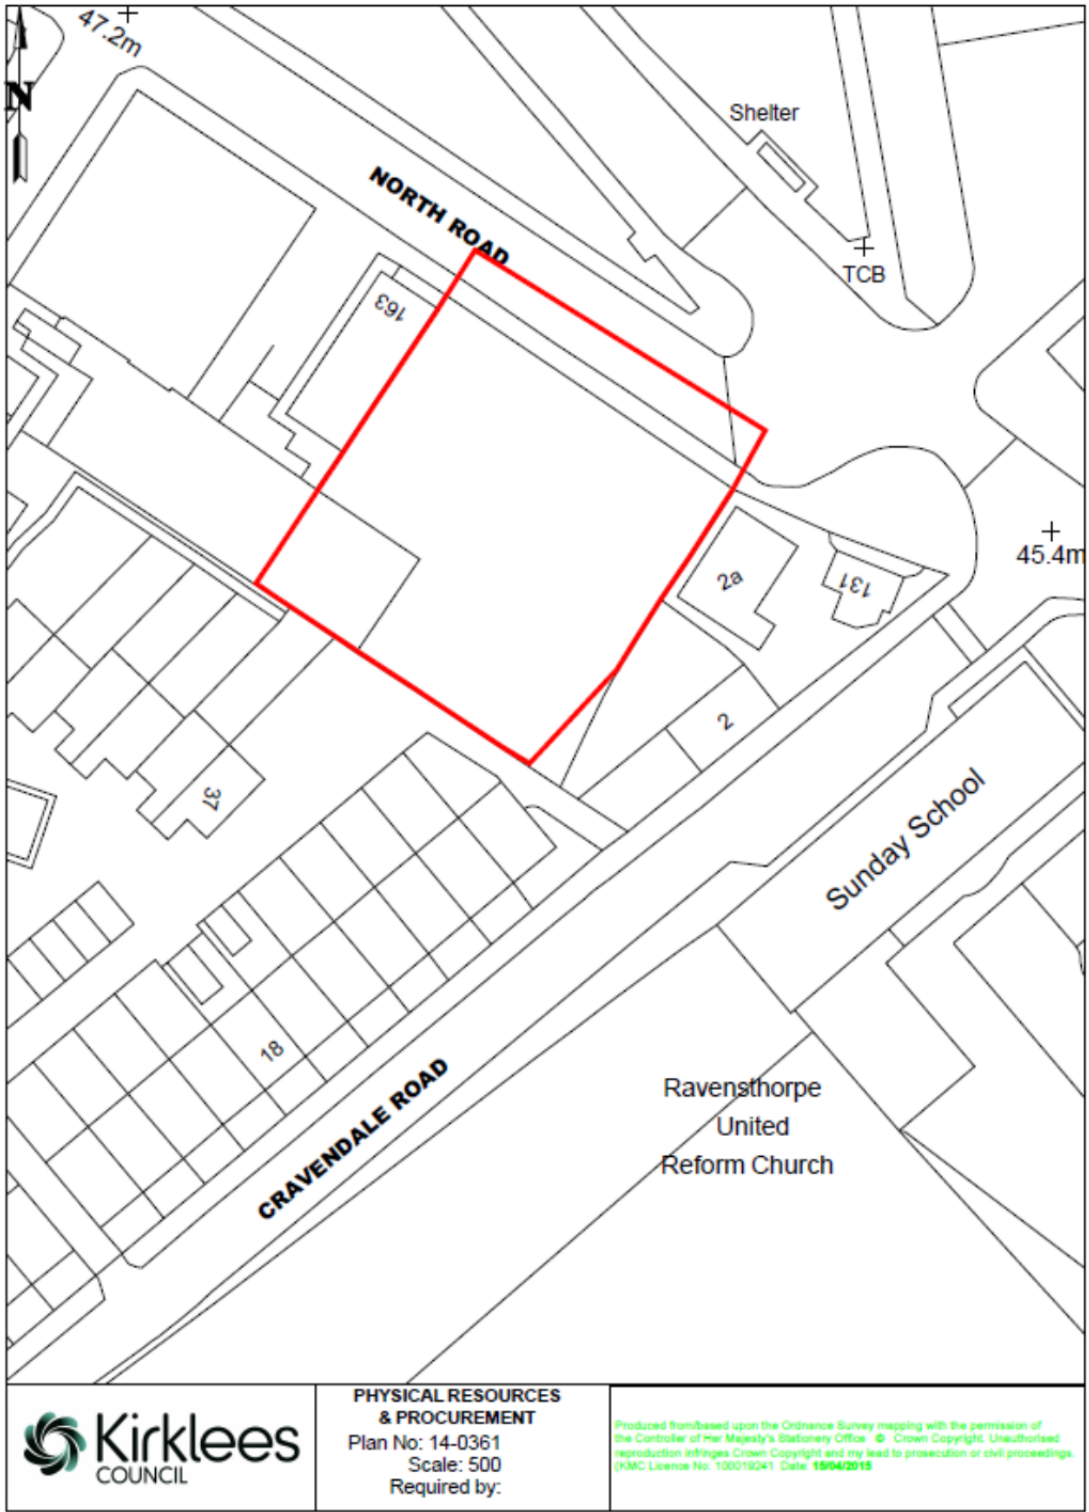 47.2m
N
Shelter
NORTH ROAD
TCB
163
45.4m
2a
131
2
37
Sunday School
18
CRAVENDALE ROAD
Ravensthorpe
United
Reform Church
Kirklees
COUNCIL
PHYSICAL RESOURCES
& PROCUREMENT
Plan No: 14-0361
Scale: 500
Required by:
Produced from/based upon the Ordnance Survey mapping with the permission of
the Controller of Her Majesty's Stationery Office © Crown Copyright. Unauthorised
reproduction infringes Crown Copyright and my lead to prosecution or civil proceedings.
(KMC Licence No: 100019241 Date: 15/04/2015